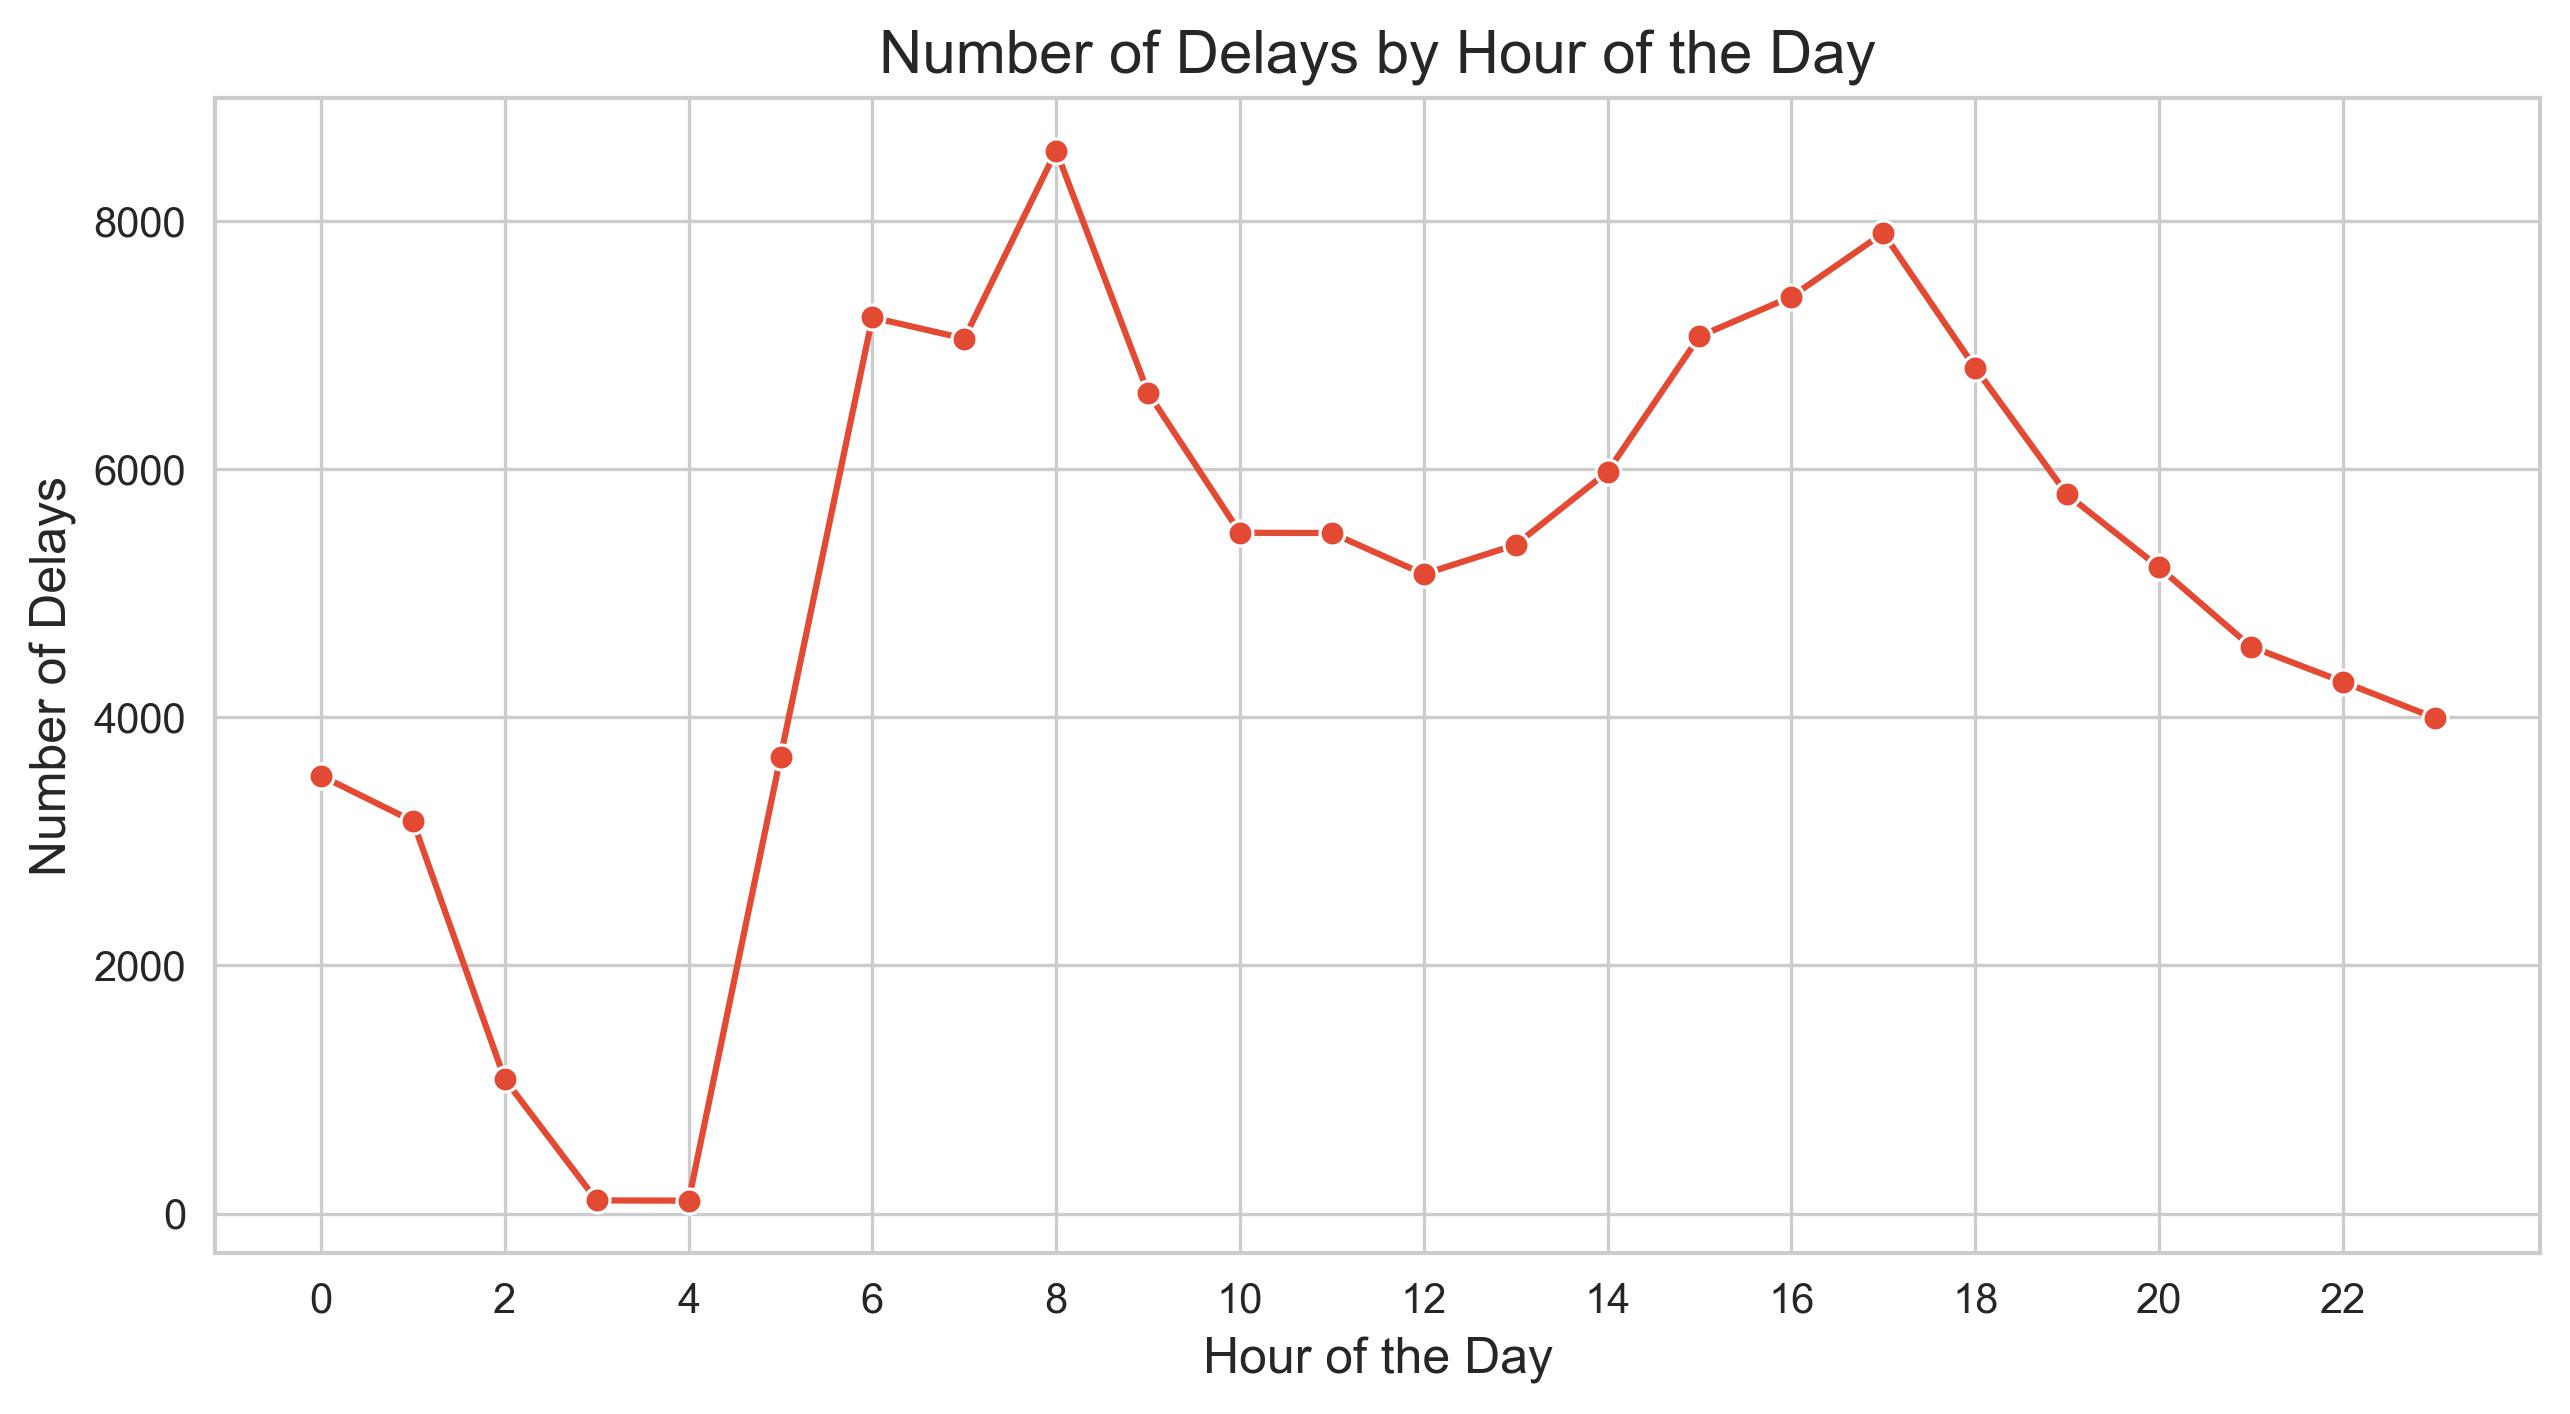 Number of Delays by Hour of the Day
Number of Delays
8000
6000
4000
2000
0
0 2 4 6 8 10 12 14 16 18 20 22
Hour of the Day